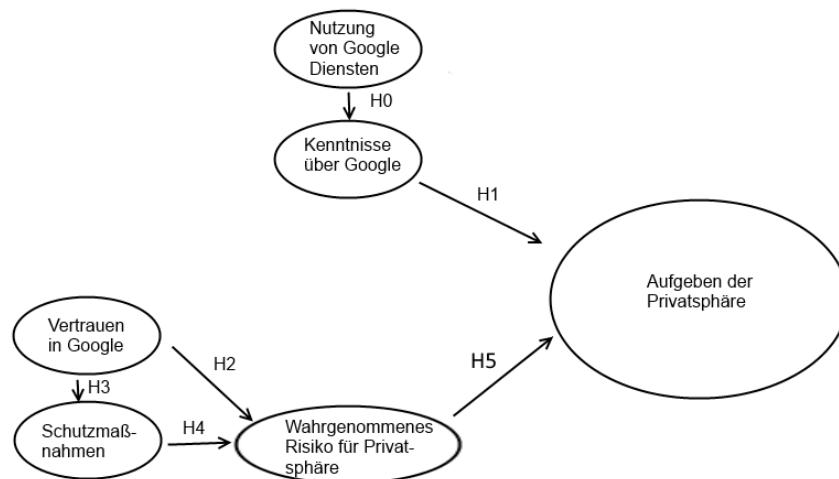 Nutzung
von Google
Diensten
H0
Kenntnisse
über Google
H1
Aufgeben der
Privatsphäre
Vertrauen
in Google
H2
H5
H3
Schutzmaß-
nahmen
H4
Wahrgenommenes
Risiko für Privat-
sphäre